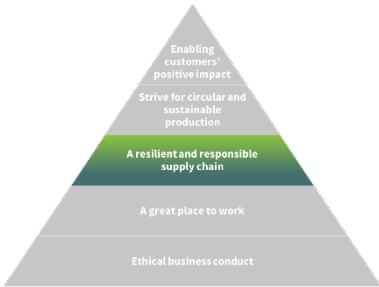 Enabling
customers'
positive impact
Strive for circular and
sustainable
production
A resilient and responsible
supply chain
A great place to work
Ethical business conduct